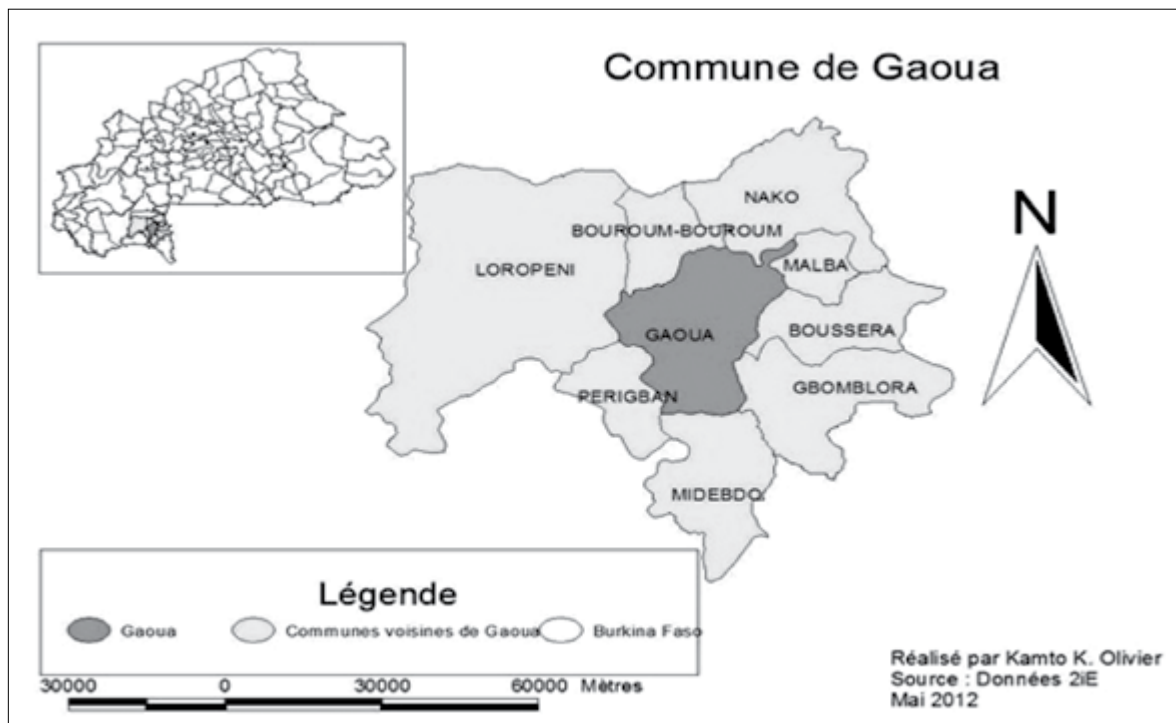 Commune de Gaoua
NAKO
BOUROUM-BOUROUM
MALBA
LOROPENI
GAOUA
BOUSSERA
PERIGBAN
GBOMBLORA
MIDEBDO
N
Légende
Gaoua
Communes voisines de Gaoua
Burkina Faso
30000 0 30000 60000 Mètres
Réalisé par Kamto K. Olivier
Source : Données 2iE
Mai 2012